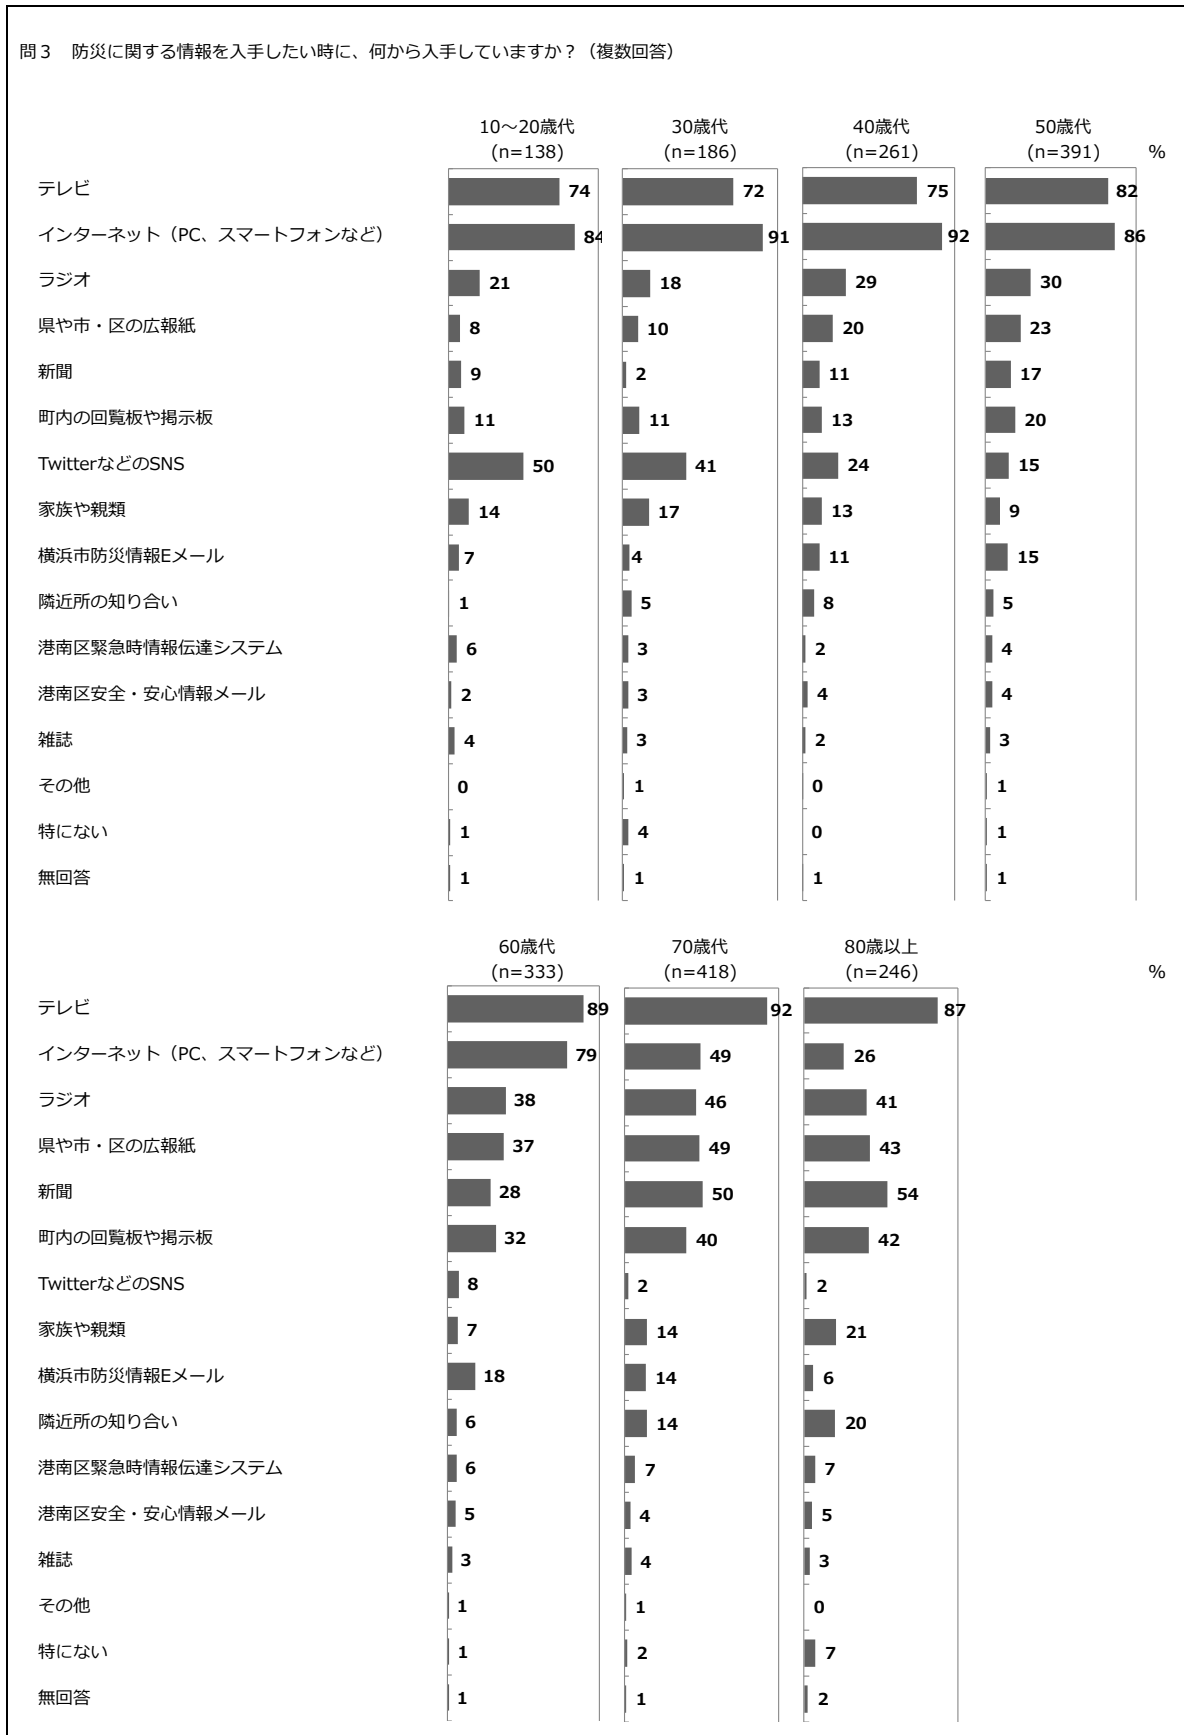 問３　防災に関する情報を入手したい時に、何から入手していますか？（複数回答）
10～20歳代 30歳代 40歳代 50歳代
(n=138) (n=186) (n=261) (n=391) %
テレビ 74 72 75 82
インターネット（PC、スマートフォンなど） 84 91 92 86
ラジオ 21 18 29 30
県や市・区の広報紙 8 10 20 23
新聞 9 2 11 17
町内の回覧板や掲示板 11 11 13 20
TwitterなどのSNS 50 41 24 15
家族や親類 14 17 13 9
横浜市防災情報Eメール 7 4 11 15
隣近所の知り合い 1 5 8 5
港南区緊急時情報伝達システム 6 3 2 4
港南区安全・安心情報メール 2 3 4 4
雑誌 4 3 2 3
その他 0 1 0 1
特にない 1 4 0 1
無回答 1 1 1 1
60歳代 70歳代 80歳以上
(n=333) (n=418) (n=246) %
テレビ 89 92 87
インターネット（PC、スマートフォンなど） 79 49 26
ラジオ 38 46 41
県や市・区の広報紙 37 49 43
新聞 28 50 54
町内の回覧板や掲示板 32 40 42
TwitterなどのSNS 8 2 2
家族や親類 7 14 21
横浜市防災情報Eメール 18 14 6
隣近所の知り合い 6 14 20
港南区緊急時情報伝達システム 6 7 7
港南区安全・安心情報メール 5 4 5
雑誌 3 4 3
その他 1 1 0
特にない 1 2 7
無回答 1 1 2